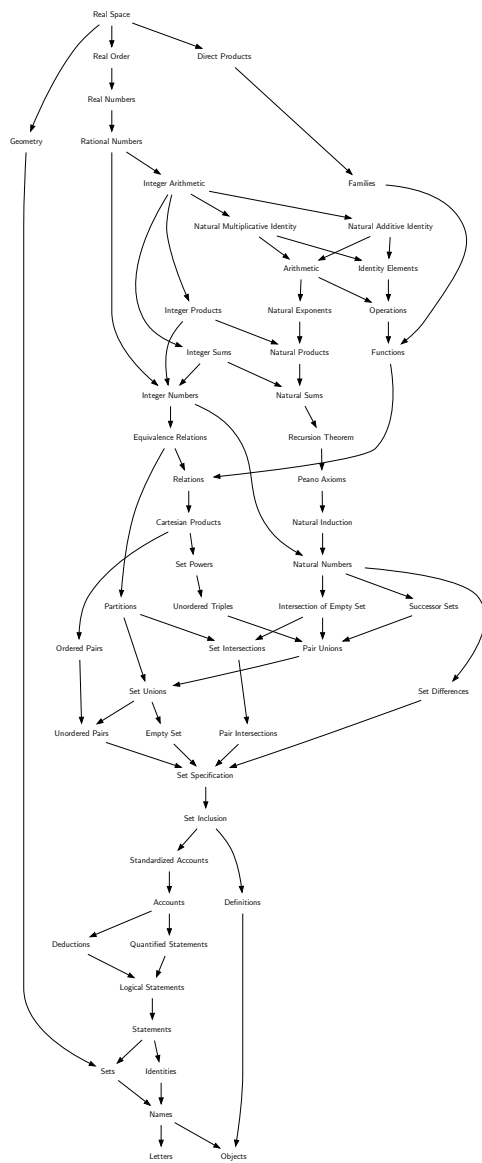 Real Space
Real Order
Direct Products
Real Numbers
Geometry
Rational Numbers
Integer Arithmetic
Families
Natural Multiplicative Identity
Natural Additive Identity
Arithmetic
Identity Elements
Integer Products
Natural Exponents
Operations
Integer Sums
Natural Products
Functions
Integer Numbers
Natural Sums
Equivalence Relations
Recursion Theorem
Relations
Peano Axioms
Cartesian Products
Natural Induction
Set Powers
Natural Numbers
Partitions
Unordered Triples
Intersection of Empty Set
Successor Sets
Ordered Pairs
Set Intersections
Pair Unions
Set Unions
Set Differences
Unordered Pairs
Empty Set
Pair Intersections
Set Specification
Set Inclusion
Standardized Accounts
Accounts
Definitions
Deductions
Quantified Statements
Logical Statements
Statements
Sets
Identities
Names
Letters
Objects